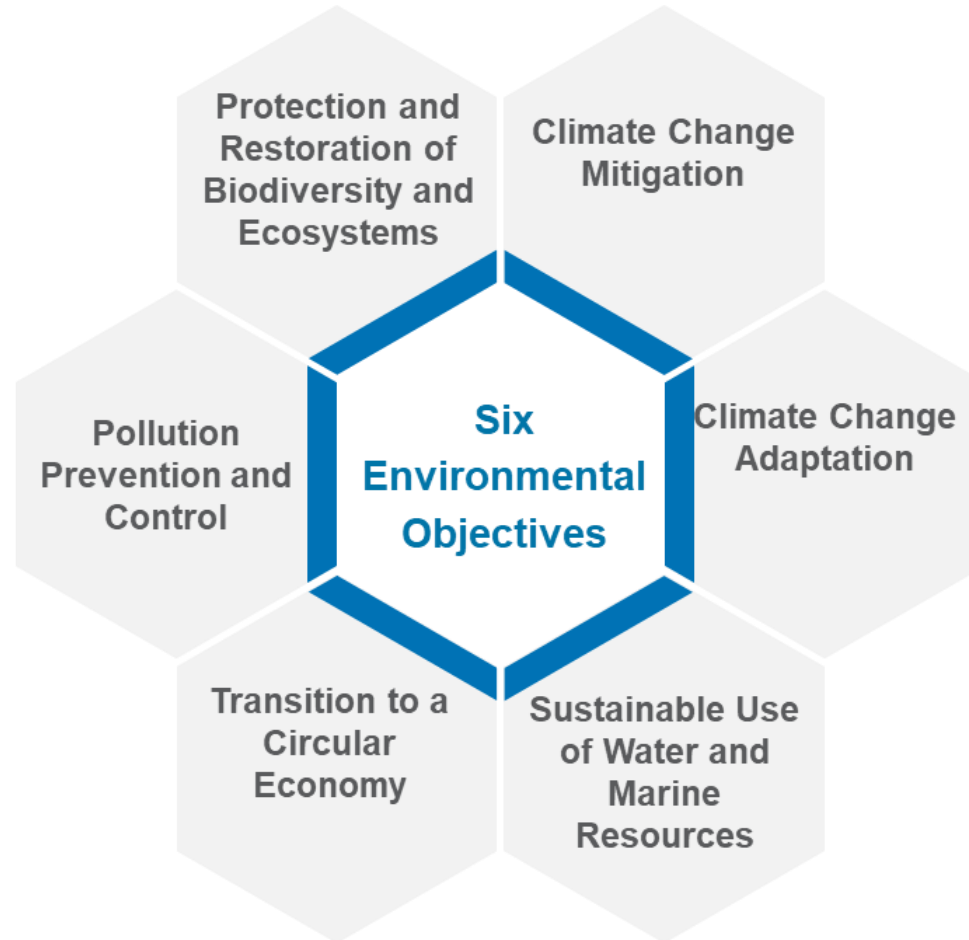 Protection and
Restoration of
Biodiversity and
Ecosystems
Climate Change
Mitigation
Climate Change
Adaptation
Sustainable Use
of Water and
Marine
Resources
Transition to a
Circular
Economy
Pollution
Prevention and
Control
Six
Environmental
Objectives